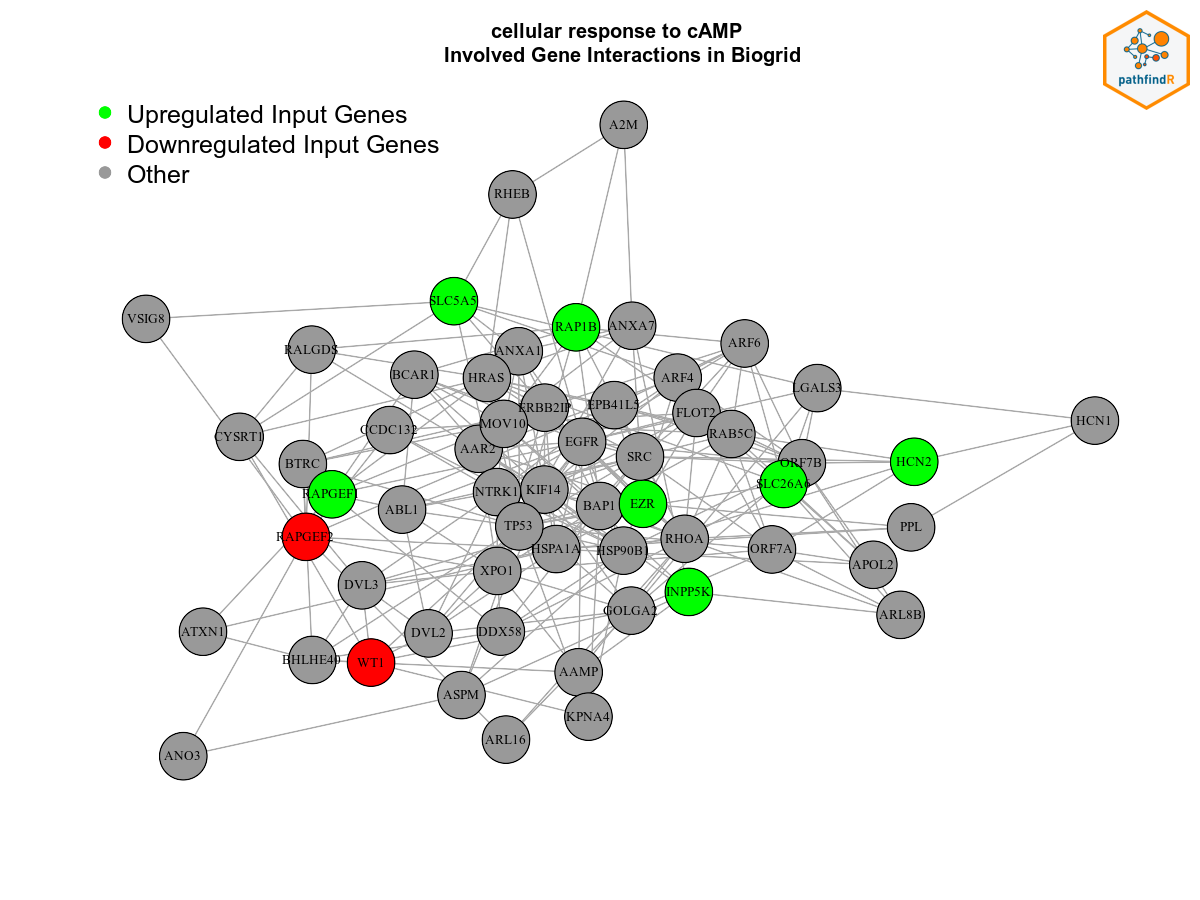 cellular response to cAMP
Involved Gene Interactions in Biogrid
pathfindR
Upregulated Input Genes
Downregulated Input Genes
Other
A2M
RHEB
SLC5A5
VSIG8
RAP1B
ANXA7
RALGDS
ANXA1
ARF6
BCAR1
HRAS
ARF4
LGALS3
ERBB2IP
EPB41L5
FLOT2
HCN1
CYSRT1
CCDC132
MOV10
RAB5C
AAR2
EGFR
SRC
BTRC
ORF7B
HCN2
RAPGEF1
NTRK1
KIF14
SLC26A6
ABL1
BAP1
EZR
TP53
PPL
RAPGEF2
HSPA1A
HSP90B1
RHOA
ORF7A
DVL3
XPO1
APOL2
INPP5K
GOLGA2
ARL8B
ATXN1
DVL2
DDX58
BHLHE40
WT1
AAMP
ASPM
KPNA4
ARL16
ANO3